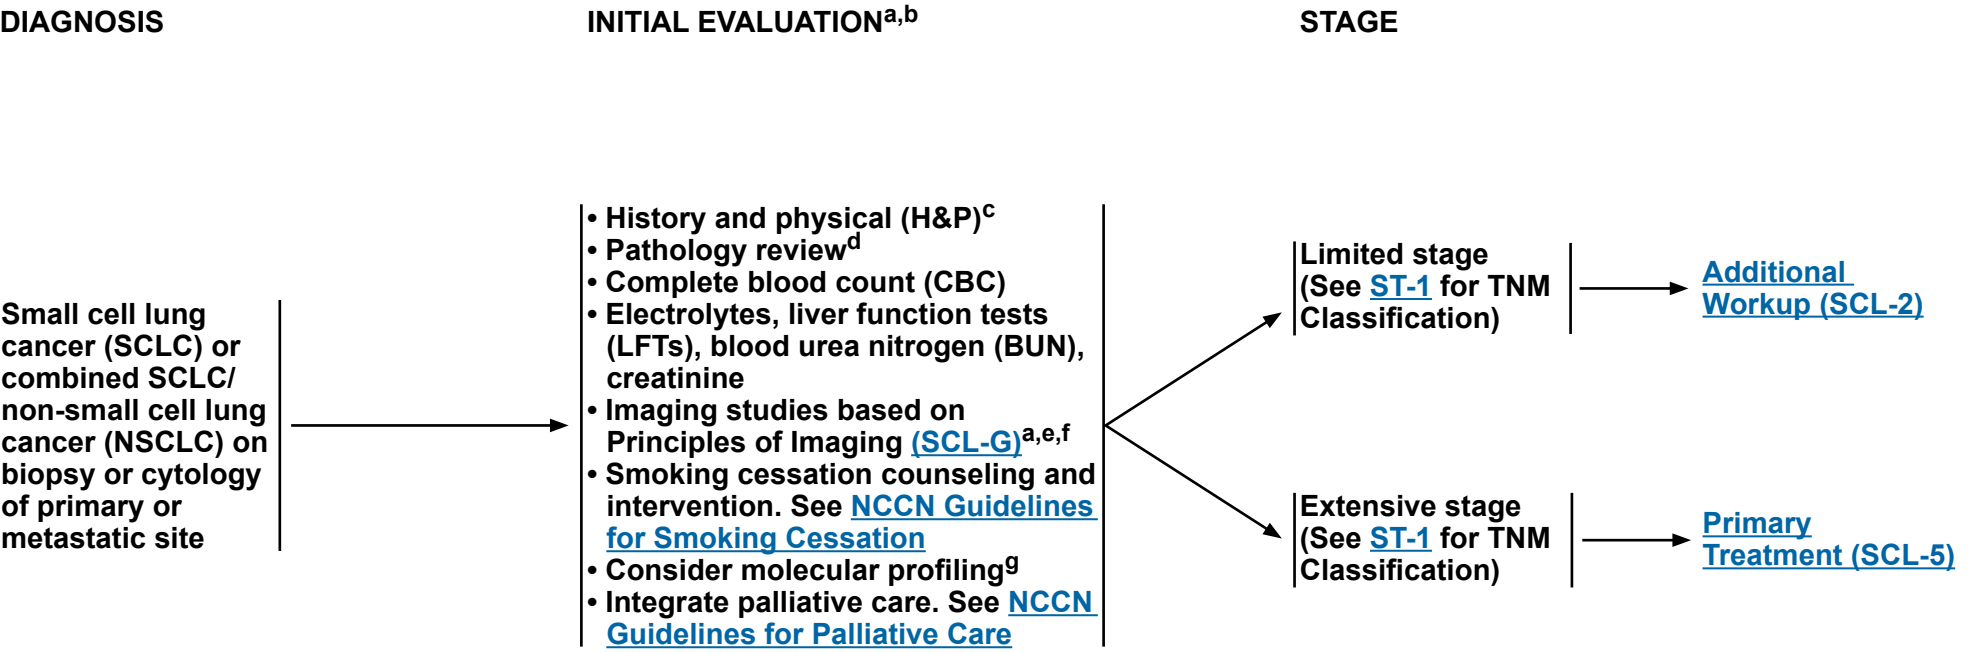 DIAGNOSIS
INITIAL EVALUATIONa,b
STAGE
Small cell lung
cancer (SCLC) or
combined SCLC/
non-small cell lung
cancer (NSCLC) on
biopsy or cytology
of primary or
metastatic site
• History and physical (H&P)c
• Pathology reviewd
• Complete blood count (CBC)
• Electrolytes, liver function tests
(LFTs), blood urea nitrogen (BUN),
creatinine
• Imaging studies based on
Principles of Imaging (SCL-G)a,e,f
• Smoking cessation counseling and
intervention. See NCCN Guidelines
for Smoking Cessation
• Consider molecular profilingg
• Integrate palliative care. See NCCN
Guidelines for Palliative Care
Limited stage
(See ST-1 for TNM
Classification)
Additional
Workup (SCL-2)
Extensive stage
(See ST-1 for TNM
Classification)
Primary
Treatment (SCL-5)